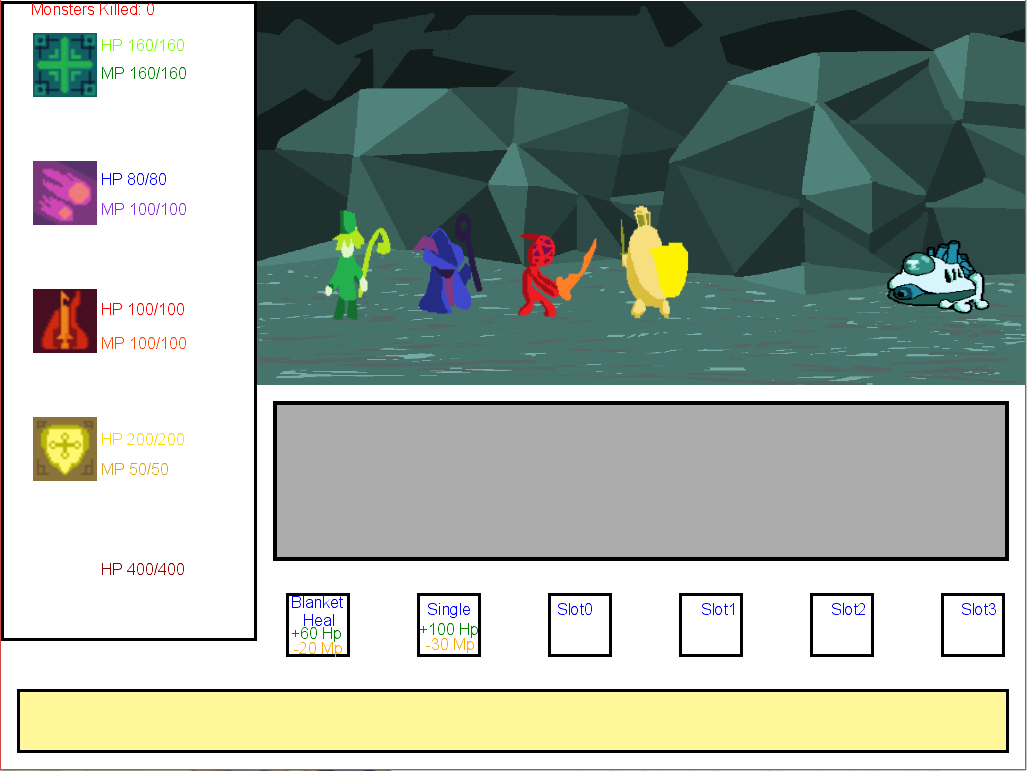 Monsters Killed: 0
HP 160/160
MP 160/160
HP 80/80
MP 100/100
HP 100/100
MP 100/100
HP 200/200
MP 50/50
HP 400/400
Blanket
Heal
+60 Hp
-20 Mp
Single
+100 Hp
-30 Mp
Slot0
Slot1
Slot2
Slot3